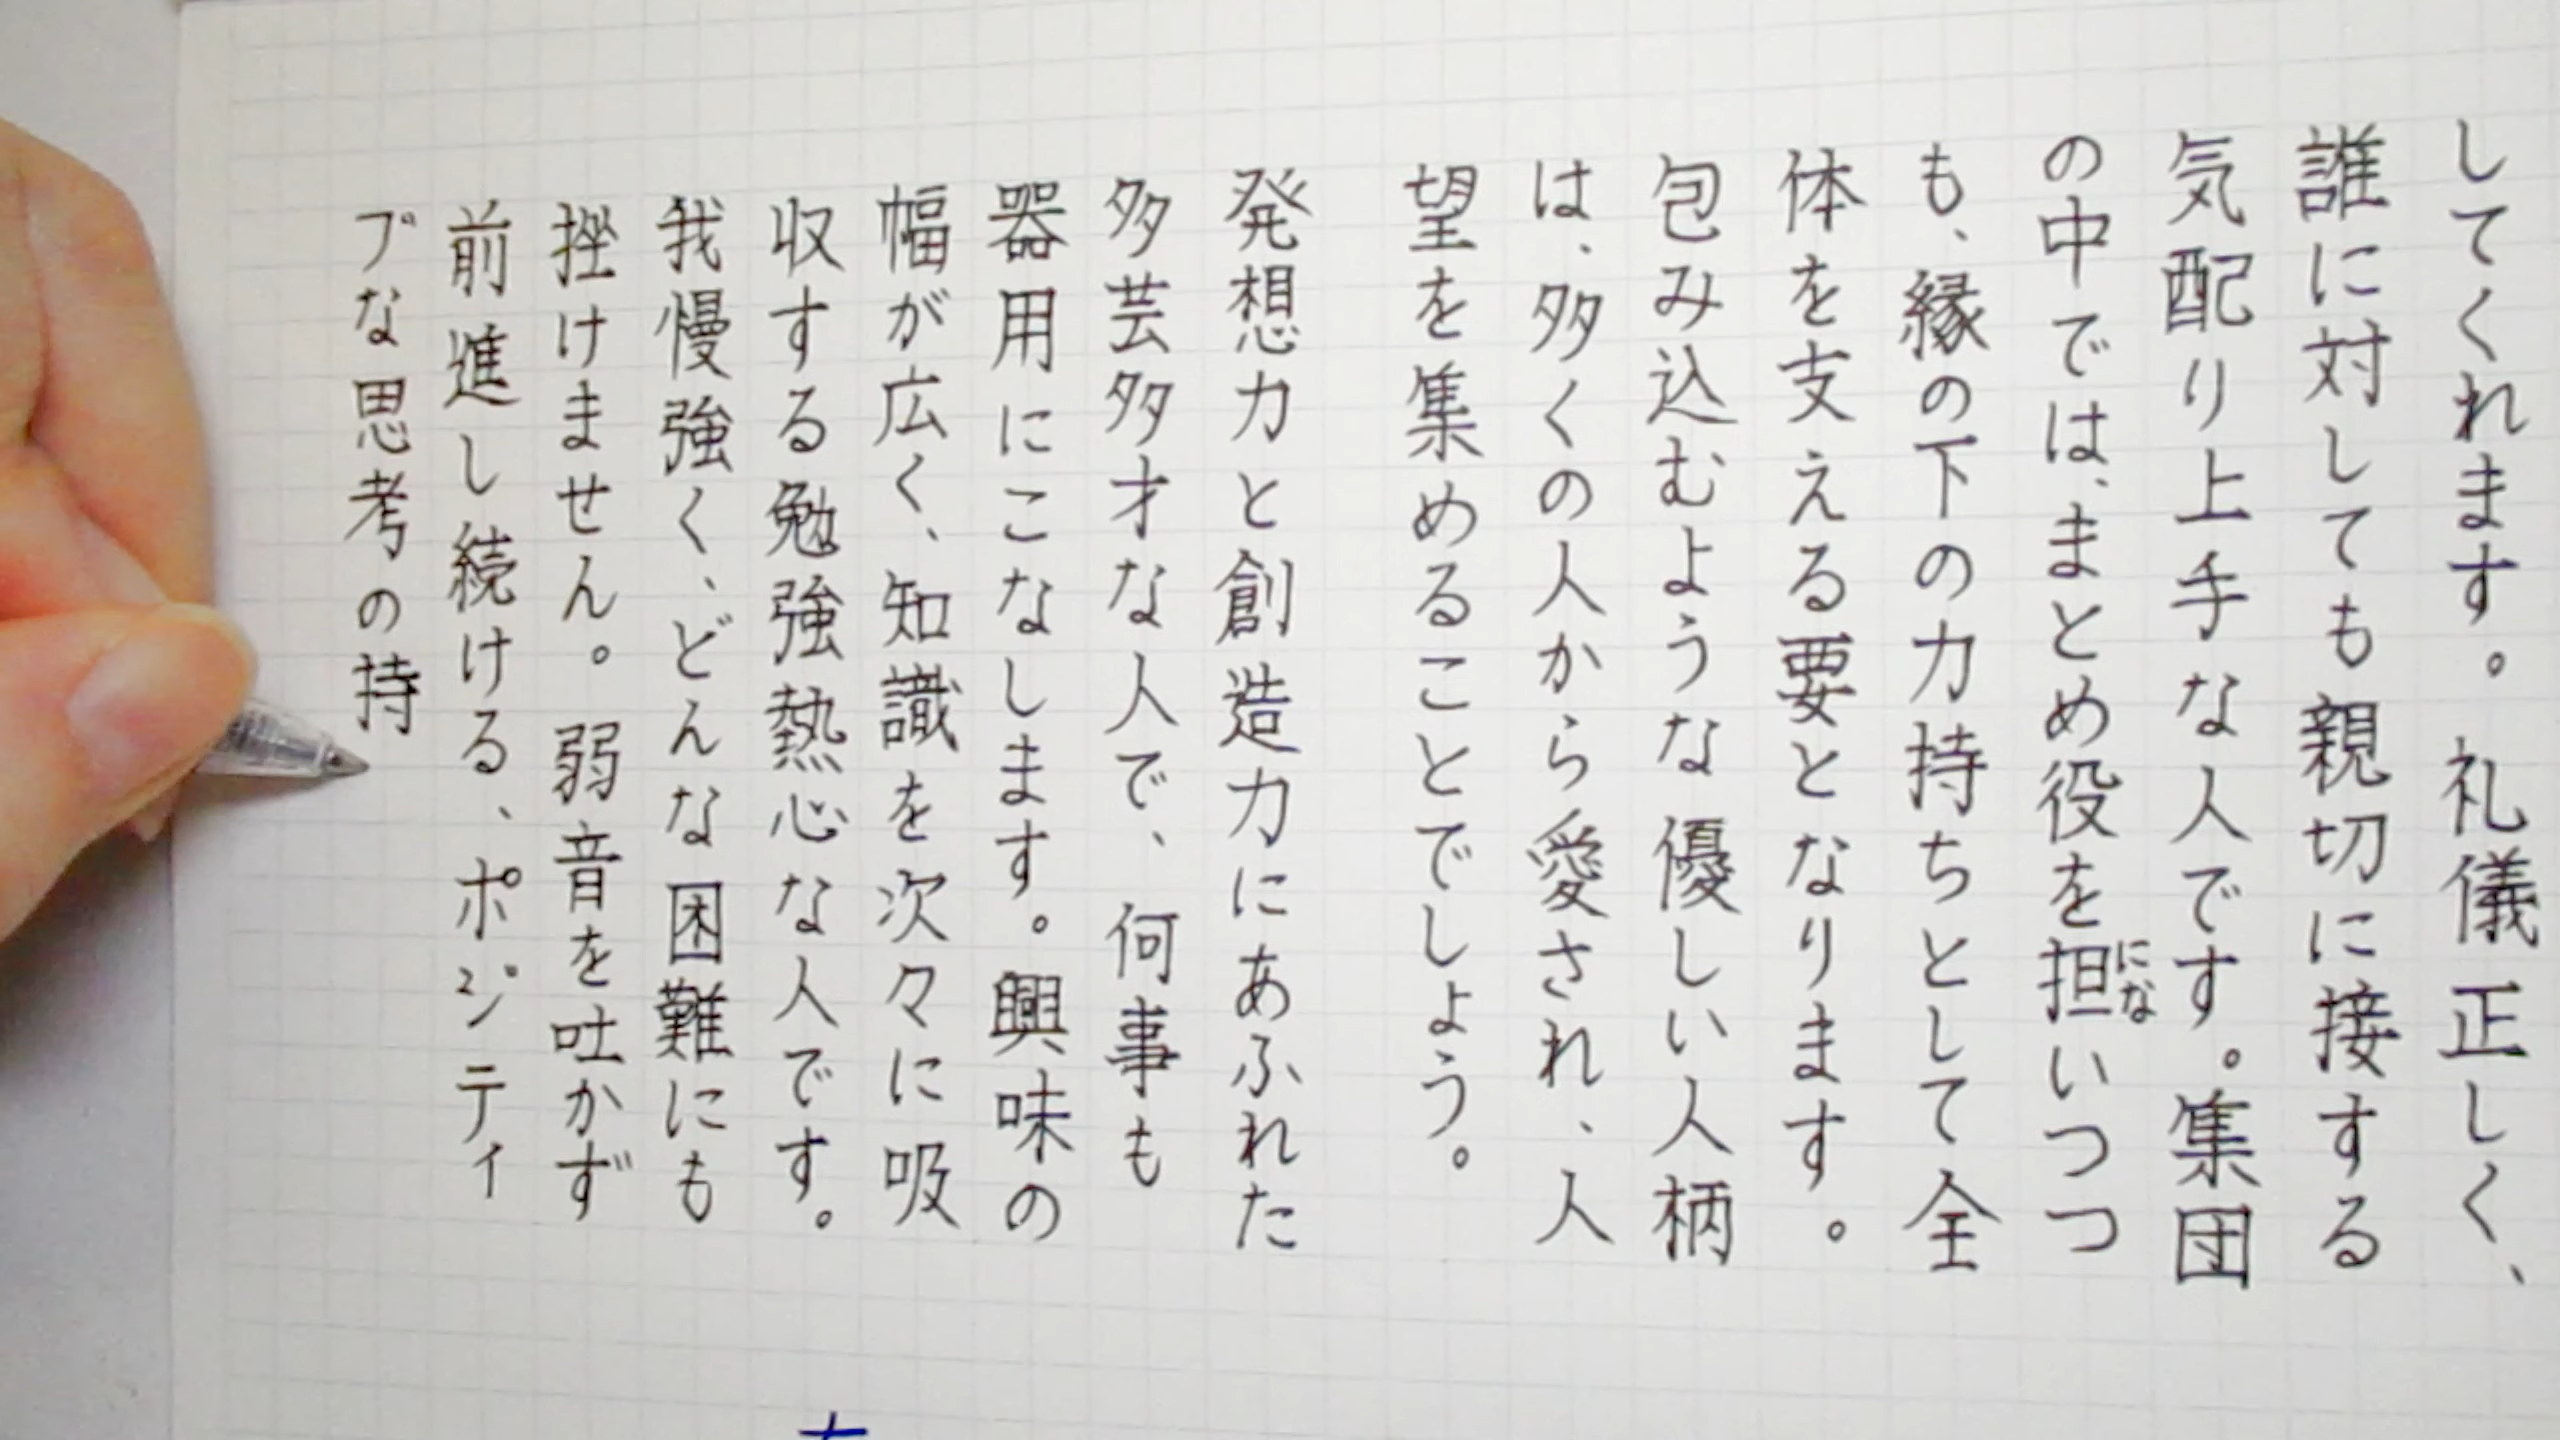 してくれます。礼儀正しく、
誰に対しても親切に接する
気配り上手な人です。集団
の中では、まとめ役を担いつつ
にな
も、縁の下の力持ちとして全
体を支える要となります。
包み込むような優しい人柄
は、多くの人から愛され、人
望を集めることでしょう。
発想力と創造力にあふれた
多芸多才な人で、何事も
器用にこなします。興味の
幅が広く、知識を次々に吸
収する勉強熱心な人です。
我慢強く、どんな困難にも
挫けません。弱音を吐かず
前進し続ける、ポジティ
ブな思考の持